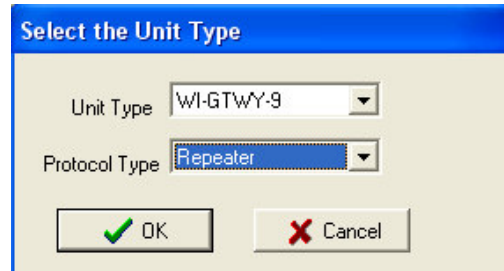 Select the Unit Type
Unit Type WI-GTWY-9
Protocol Type Repeater
OK Cancel